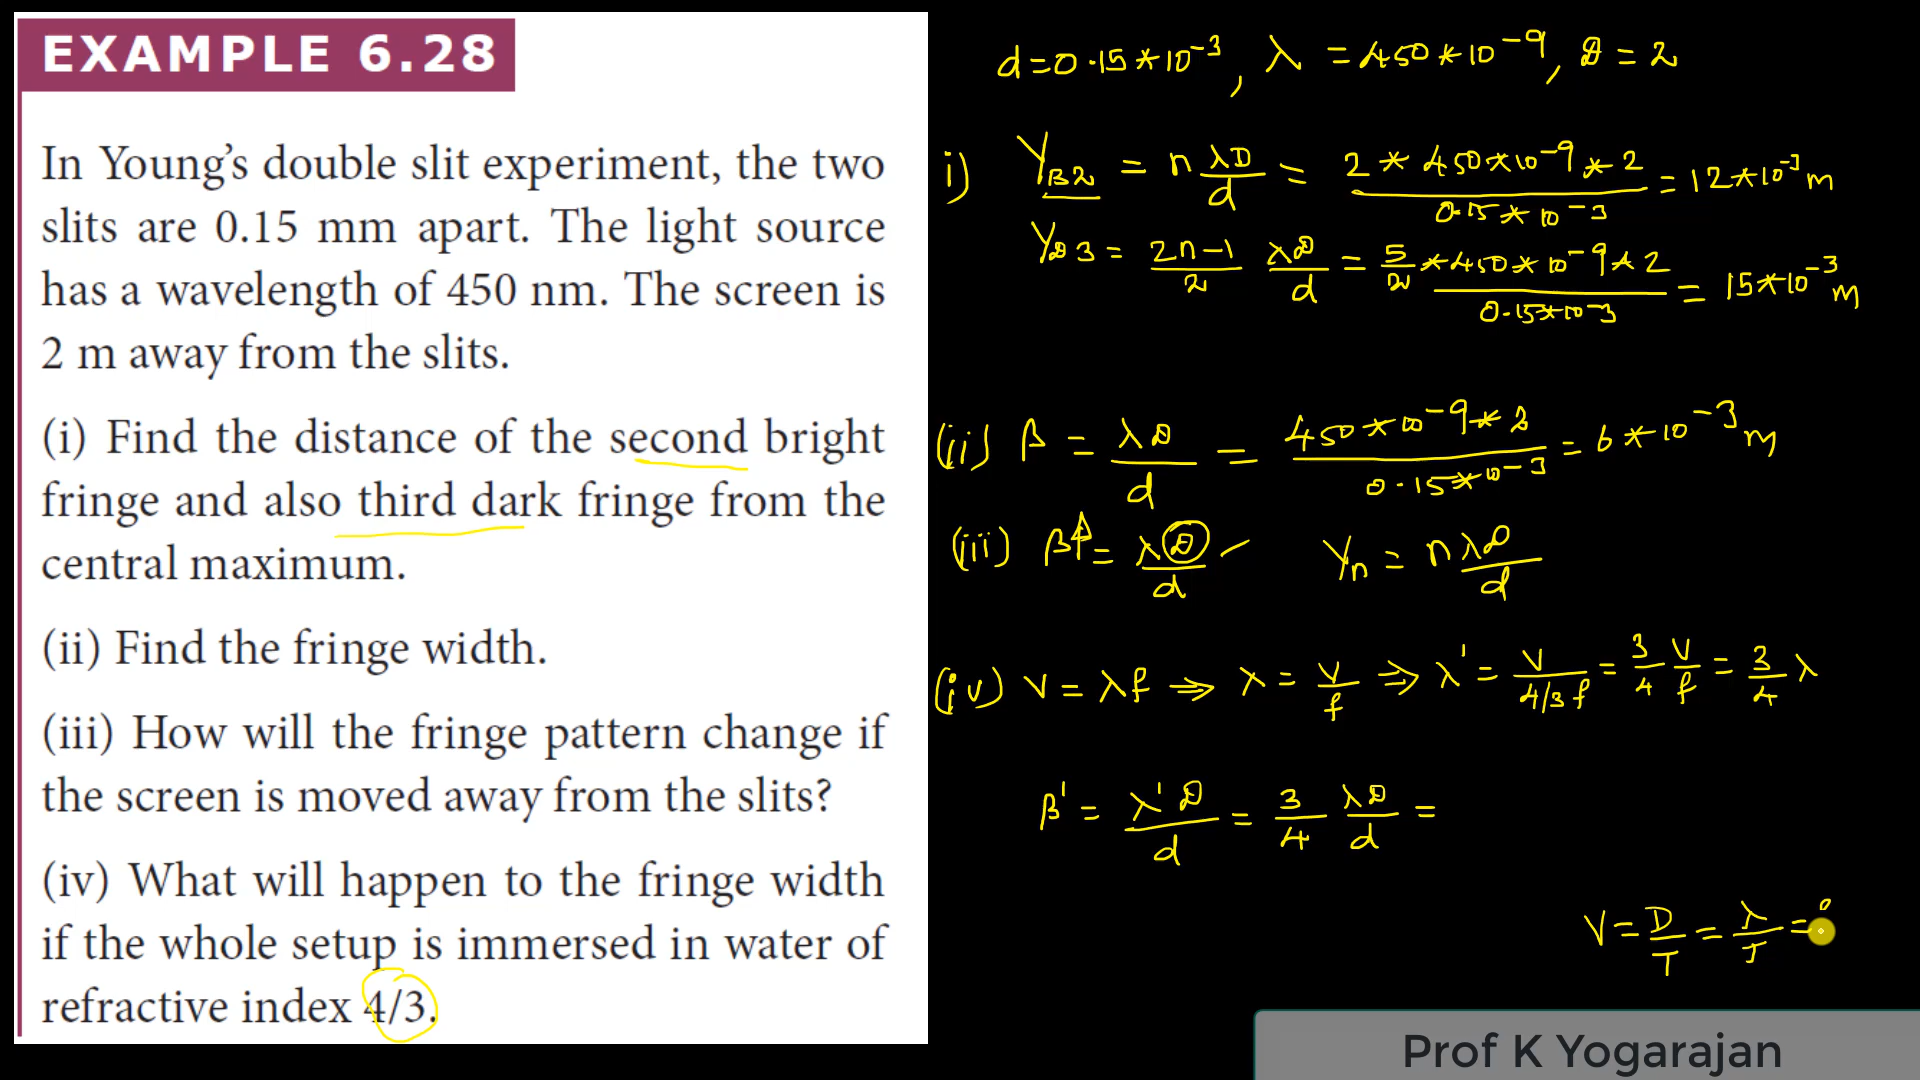 EXAMPLE 6.28
In Young's double slit experiment, the two
slits are 0.15 mm apart. The light source
has a wavelength of 450 nm. The screen is
2 m away from the slits.
(i) Find the distance of the second bright
fringe and also third dark fringe from the
central maximum.
(ii) Find the fringe width.
(iii) How will the fringe pattern change if
the screen is moved away from the slits?
(iv) What will happen to the fringe width
if the whole setup is immersed in water of
refractive index 4/3.
d = 0.15 * 10^-3, λ = 450 * 10^-9, D = 2
i) Y_B2 = n λD/d = 2 * 450 * 10^-9 * 2 / 0.15 * 10^-3 = 12 * 10^-3 m
Y_D3 = 2n-1/2 λD/d = 5/2 * 450 * 10^-9 * 2 / 0.15 * 10^-3 = 15 * 10^-3 m
(ii) β = λD/d = 450 * 10^-9 * 2 / 0.15 * 10^-3 = 6 * 10^-3 m
(iii) β↑ = λD/d Y_n = n λD/d
(iv) V = λf ⇒ λ = V/f ⇒ λ' = V / 4/3 f = 3/4 V/f = 3/4 λ
β' = λ'D/d = 3/4 λD/d =
V = D/T = λ/T =
Prof K Yogarajan